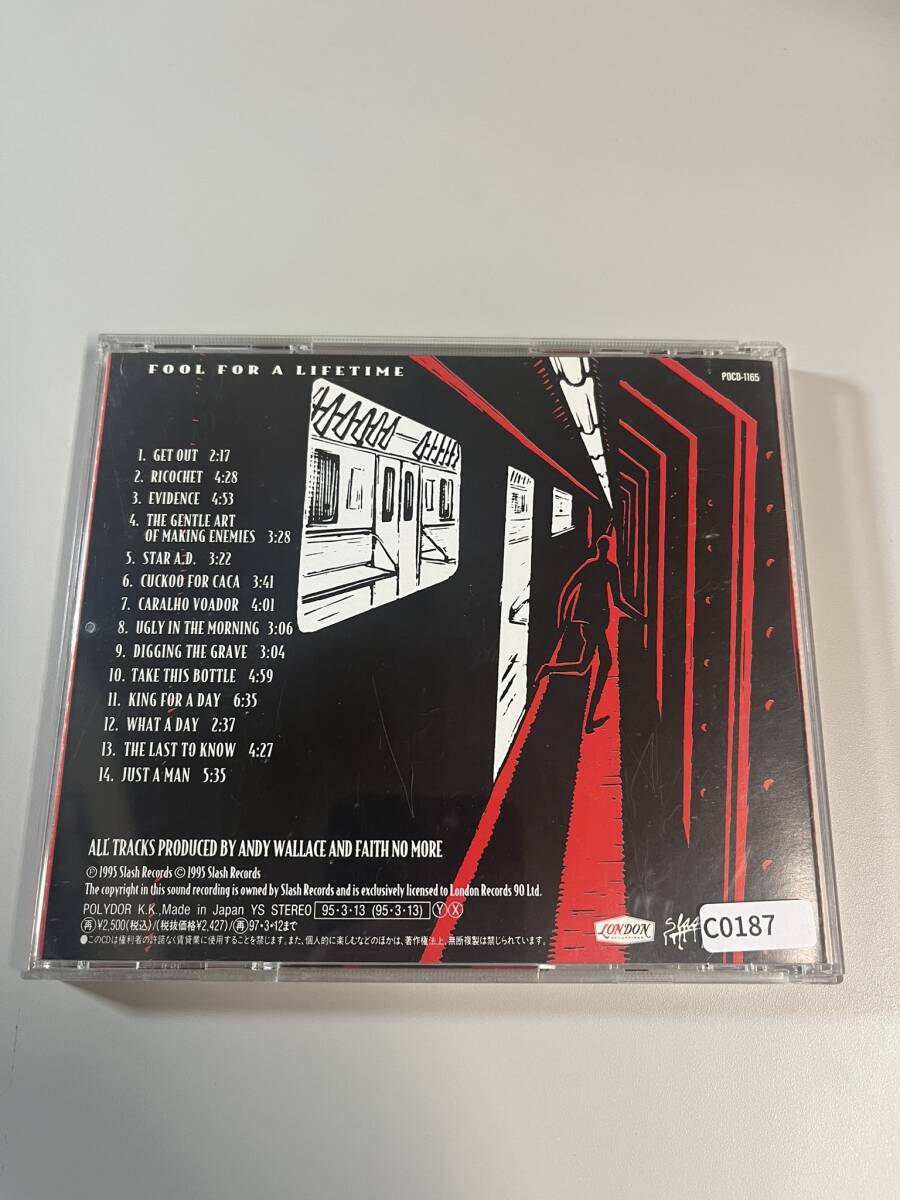 FOOL FOR A LIFETIME
POCD-1165
1. GET OUT 2:17
2. RICOCHET 4:28
3. EVIDENCE 4:53
4. THE GENTLE ART
OF MAKING ENEMIES 3:28
5. STAR A.D. 3:22
6. CUCKOO FOR CACA 3:41
7. CARALHO VOADOR 4:01
8. UGLY IN THE MORNING 3:06
9. DIGGING THE GRAVE 3:04
10. TAKE THIS BOTTLE 4:59
11. KING FOR A DAY 6:35
12. WHAT A DAY 2:37
13. THE LAST TO KNOW 4:27
14. JUST A MAN 5:35
ALL TRACKS PRODUCED BY ANDY WALLACE AND FAITH NO MORE
Ⓟ 1995 Slash Records © 1995 Slash Records
The copyright in this sound recording is owned by Slash Records and is exclusively licensed to London Records 90 Ltd.
POLYDOR K.K.,Made in Japan YS STEREO 95・3・13 (95・3・13) Ⓨ Ⓧ
㊢¥2,500(税込)/(税抜価格¥2,427)/㊢97・3・12まで
●このCDは権利者の許諾なく賃貸業に使用することを禁じます。また、個人的に楽しむなどのほかは、著作権法上、無断複製は禁じられています。
LONDON
RECORDINGS
C0187